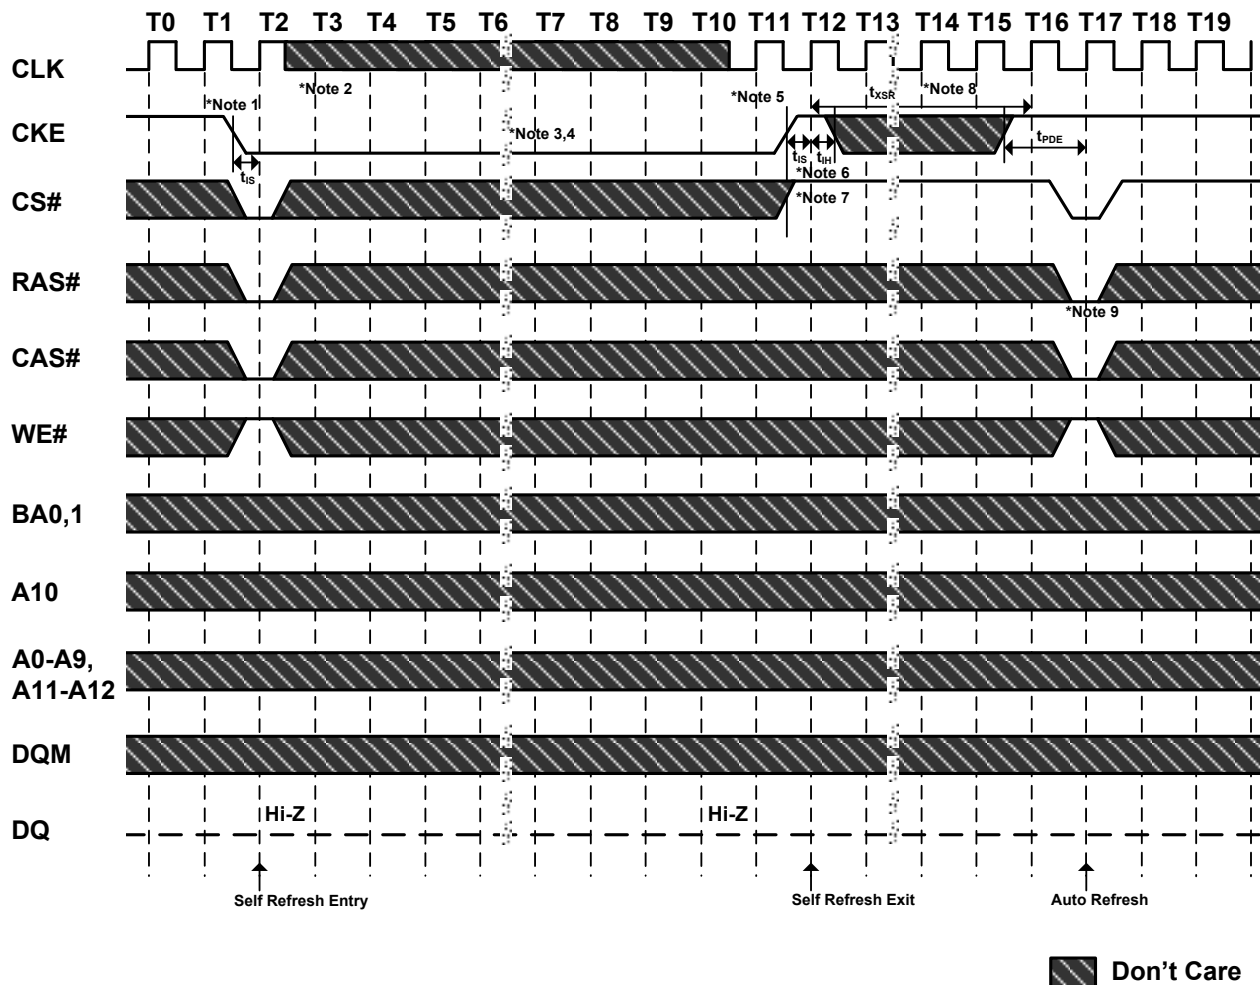 T0 T1 T2 T3 T4 T5 T6 T7 T8 T9 T10 T11 T12 T13 T14 T15 T16 T17 T18 T19
CLK
*Note 2
*Note 5
tXSR
*Note 8
*Note 1
CKE
*Note 3,4
tIS
tIS
tIH
tPDE
*Note 6
CS#
*Note 7
RAS#
*Note 9
CAS#
WE#
BA0,1
A10
A0-A9,
A11-A12
DQM
Hi-Z
Hi-Z
DQ
Self Refresh Entry
Self Refresh Exit
Auto Refresh
Don't Care